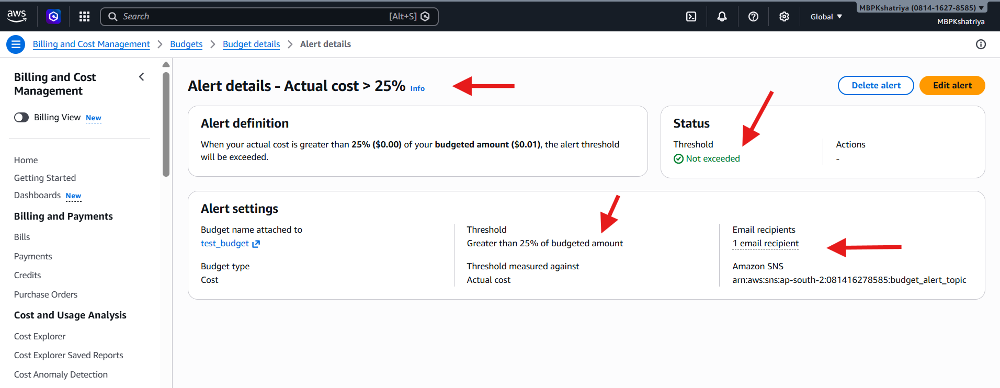 aws
Search
[Alt+S]
Global
MBPKshatriya (0814-1627-8585)
MBPKshatriya
Billing and Cost Management
Budgets
Budget details
Alert details
Billing and Cost
Management
Billing View New
Home
Getting Started
Dashboards New
Billing and Payments
Bills
Payments
Credits
Purchase Orders
Cost and Usage Analysis
Cost Explorer
Cost Explorer Saved Reports
Cost Anomaly Detection
Alert details - Actual cost > 25% Info
Delete alert
Edit alert
Alert definition
When your actual cost is greater than 25% ($0.00) of your budgeted amount ($0.01), the alert threshold
will be exceeded.
Status
Threshold
Not exceeded
Actions
-
Alert settings
Budget name attached to
test_budget
Budget type
Cost
Threshold
Greater than 25% of budgeted amount
Threshold measured against
Actual cost
Email recipients
1 email recipient
Amazon SNS
arn:aws:sns:ap-south-2:081416278585:budget_alert_topic